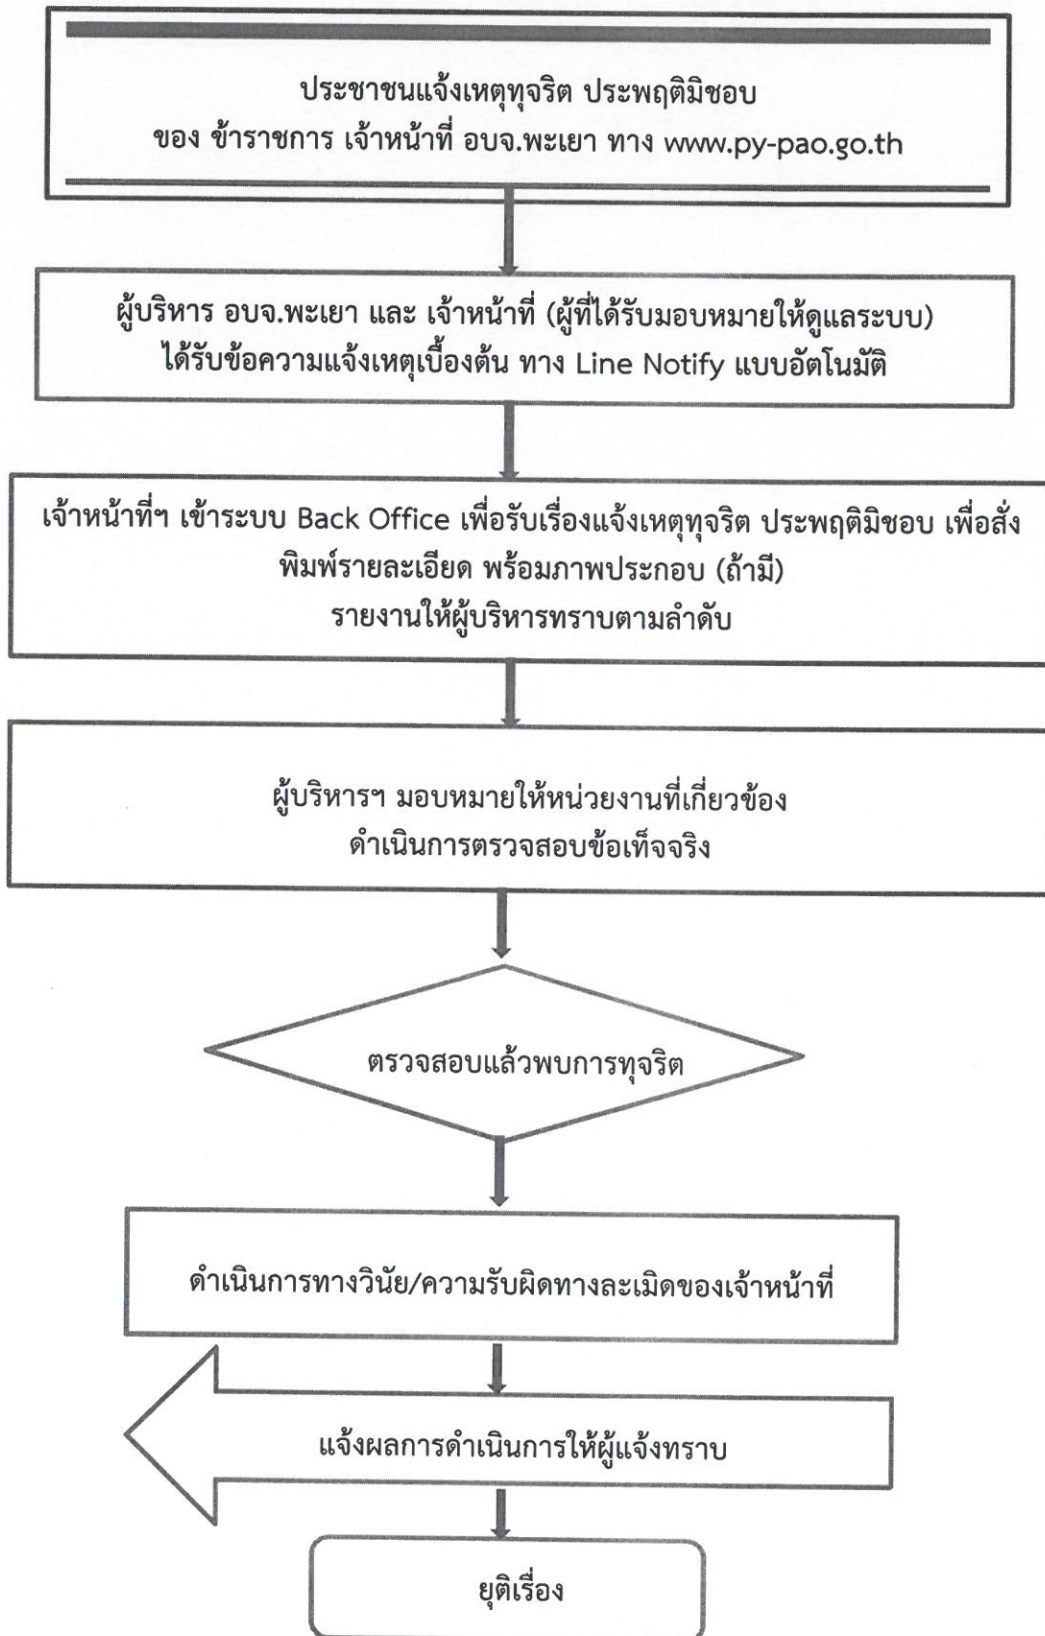 ประชาชนแจ้งเหตุทุจริต ประพฤติมิชอบ
ของ ข้าราชการ เจ้าหน้าที่ อบจ.พะเยา ทาง www.py-pao.go.th
ผู้บริหาร อบจ.พะเยา และ เจ้าหน้าที่ (ผู้ที่ได้รับมอบหมายให้ดูแลระบบ)
ได้รับข้อความแจ้งเหตุเบื้องต้น ทาง Line Notify แบบอัตโนมัติ
เจ้าหน้าที่ฯ เข้าระบบ Back Office เพื่อรับเรื่องแจ้งเหตุทุจริต ประพฤติมิชอบ เพื่อสั่ง
พิมพ์รายละเอียด พร้อมภาพประกอบ (ถ้ามี)
รายงานให้ผู้บริหารทราบตามลำดับ
ผู้บริหารฯ มอบหมายให้หน่วยงานที่เกี่ยวข้อง
ดำเนินการตรวจสอบข้อเท็จจริง
ตรวจสอบแล้วพบการทุจริต
ดำเนินการทางวินัย/ความรับผิดทางละเมิดของเจ้าหน้าที่
แจ้งผลการดำเนินการให้ผู้แจ้งทราบ
ยุติเรื่อง